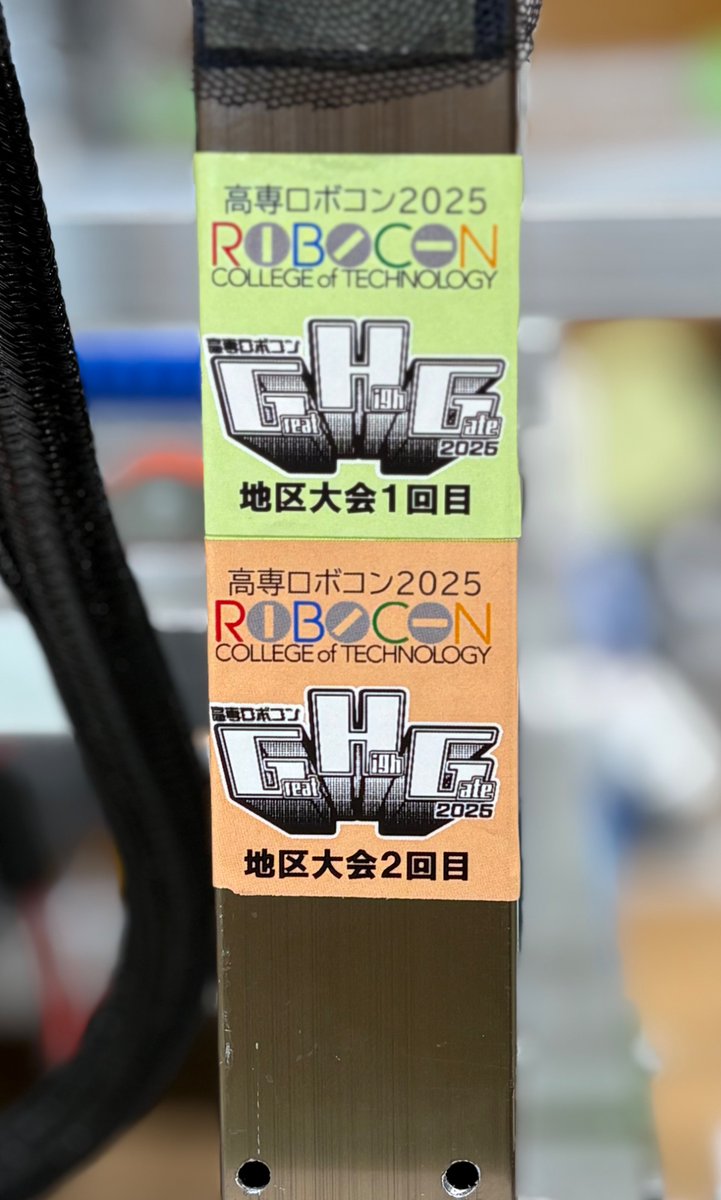 高専ロボコン2025
ROBOCON
COLLEGE of TECHNOLOGY
高専ロボコン
Great High Gate
2025
地区大会1回目
高専ロボコン2025
ROBOCON
COLLEGE of TECHNOLOGY
高専ロボコン
Great High Gate
2025
地区大会2回目